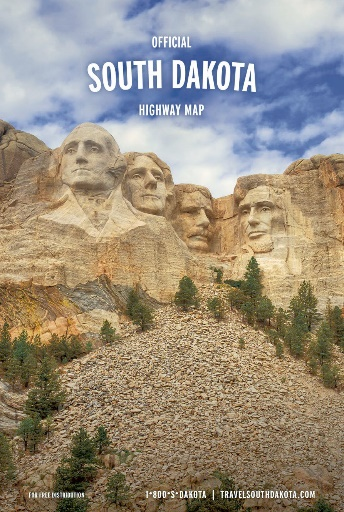 OFFICIAL
SOUTH DAKOTA
HIGHWAY MAP
FOR FREE DISTRIBUTION
1*800*S*DAKOTA | TRAVELSOUTHDAKOTA.COM